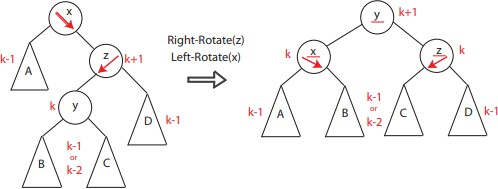 x
k-1
A
z
k+1
k
y
B
k-1
or
k-2
C
D
k-1
Right-Rotate(z)
Left-Rotate(x)
y
k+1
k
x
z
k
k-1
A
B
k-1
or
k-2
C
D
k-1